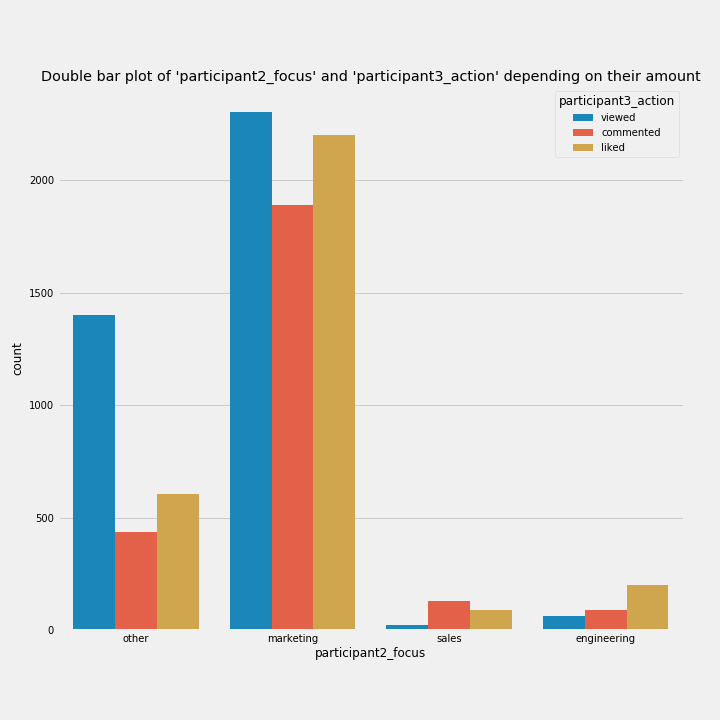 Double bar plot of 'participant2_focus' and 'participant3_action' depending on their amount
participant3_action
viewed
commented
liked
2000
1500
1000
500
0
count
other marketing sales engineering
participant2_focus